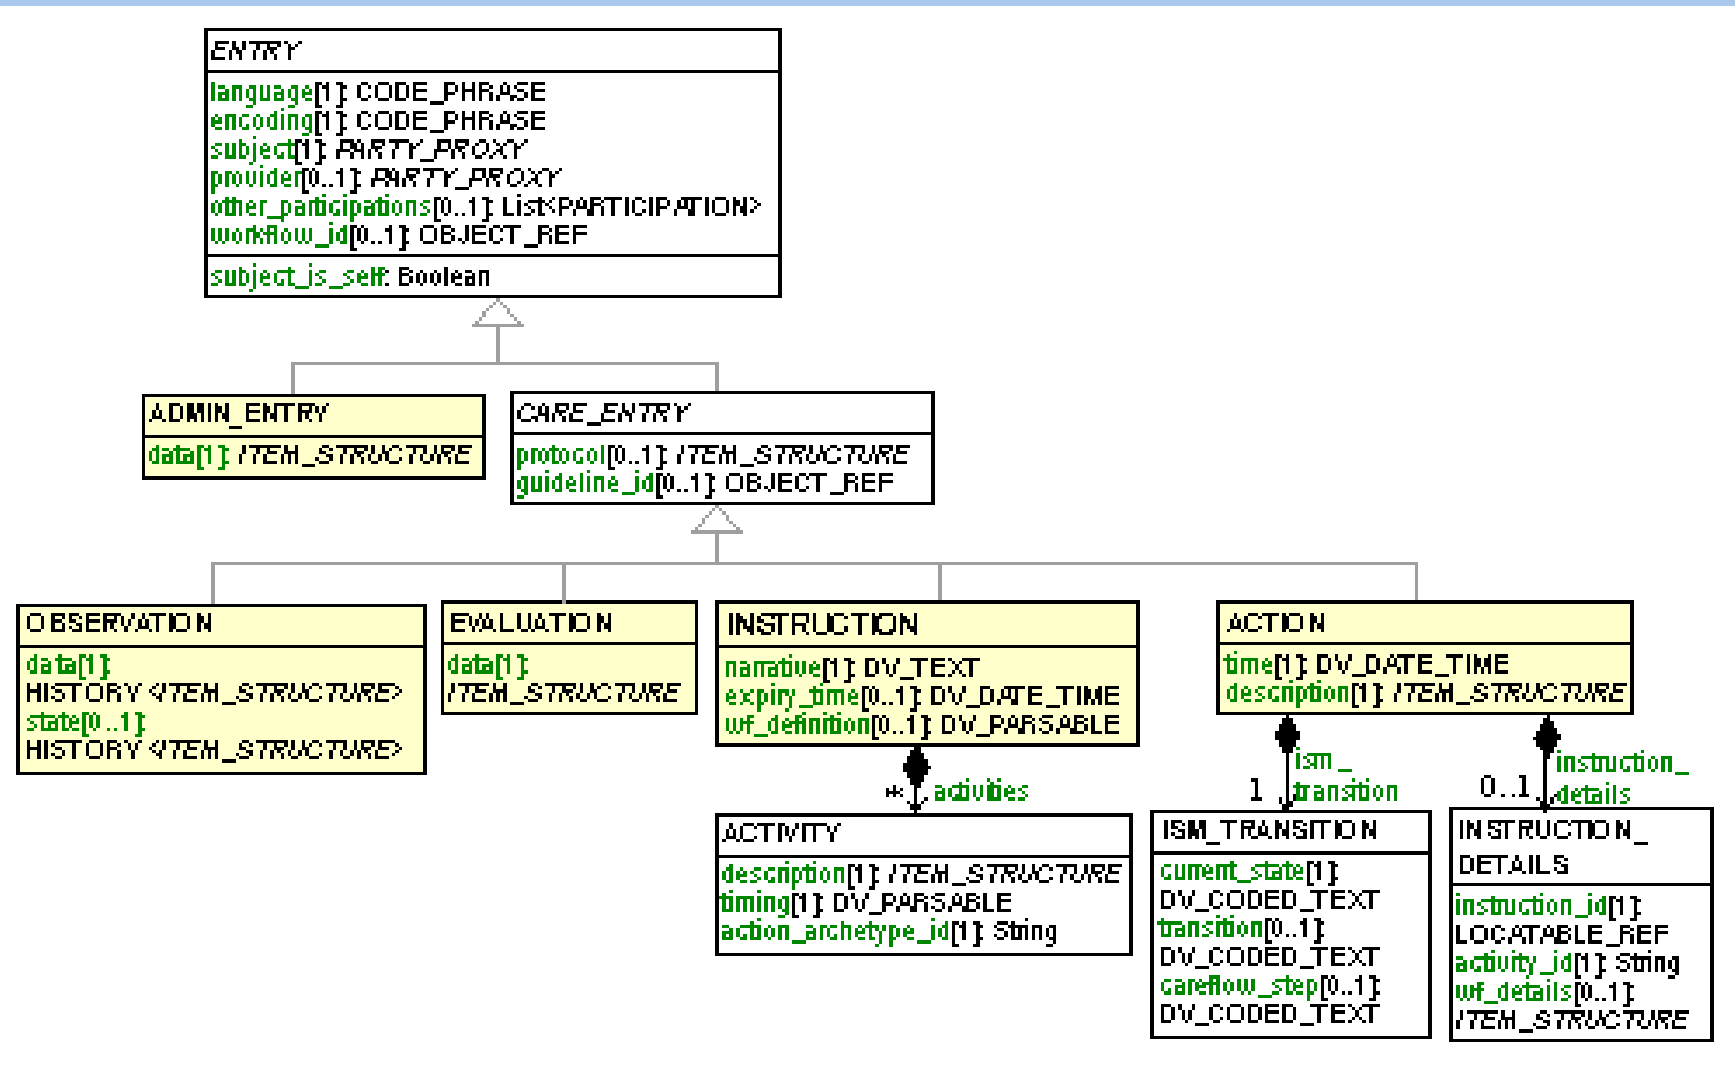 ENTRY
language[1]: CODE_PHRASE
encoding[1]: CODE_PHRASE
subject[1]: PARTY_PROXY
provider[0..1]: PARTY_PROXY
other_participations[0..1]: List<PARTICIPATION>
workflow_id[0..1]: OBJECT_REF
subject_is_self: Boolean
ADMIN_ENTRY
data[1]: ITEM_STRUCTURE
CARE_ENTRY
protocol[0..1]: ITEM_STRUCTURE
guideline_id[0..1]: OBJECT_REF
OBSERVATION
data[1]:
HISTORY <ITEM_STRUCTURE>
state[0..1]:
HISTORY <ITEM_STRUCTURE>
EVALUATION
data[1]:
ITEM_STRUCTURE
INSTRUCTION
narrative[1]: DV_TEXT
expiry_time[0..1]: DV_DATE_TIME
wf_definition[0..1]: DV_PARSABLE
ACTION
time[1]: DV_DATE_TIME
description[1]: ITEM_STRUCTURE
* activities
ism_
1 transition
instruction_
0..1 details
ACTIVITY
description[1]: ITEM_STRUCTURE
timing[1]: DV_PARSABLE
action_archetype_id[1]: String
ISM_TRANSITION
current_state[1]:
DV_CODED_TEXT
transition[0..1]:
DV_CODED_TEXT
careflow_step[0..1]:
DV_CODED_TEXT
INSTRUCTION_
DETAILS
instruction_id[1]:
LOCATABLE_REF
activity_id[1]: String
wf_details[0..1]:
ITEM_STRUCTURE